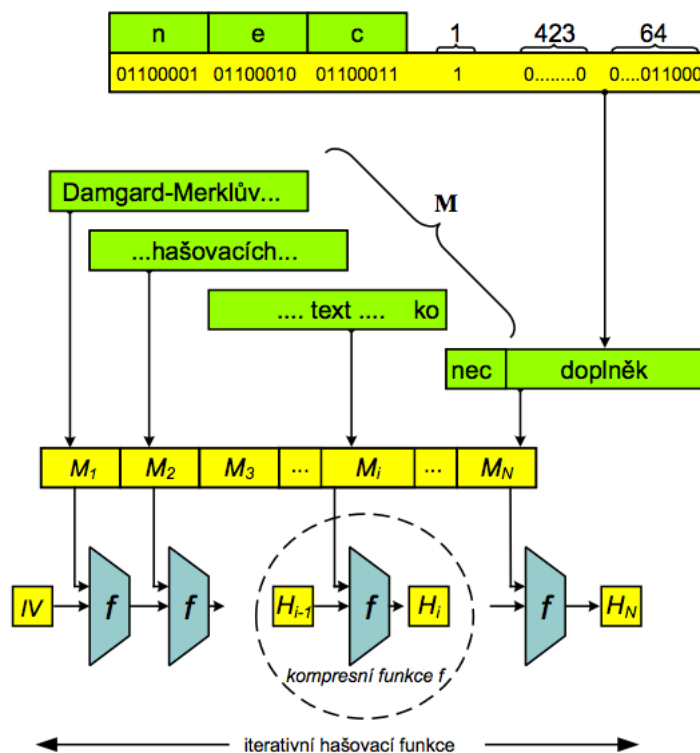 n e c 1 423 64
01100001 01100010 01100011 1 0........0 0....011000
Damgard-Merklův...
M
...hašovacích...
.... text .... ko
nec doplněk
M1 M2 M3 ... Mi ... MN
IV f f Hi-1 f Hi f HN
kompresní funkce f
iterativní hašovací funkce